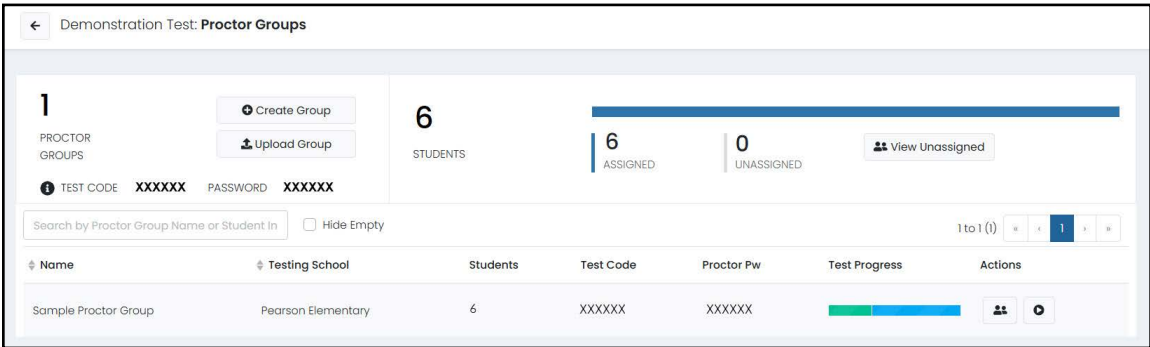 Demonstration Test: Proctor Groups
1
PROCTOR
GROUPS
Create Group
Upload Group
TEST CODE XXXXXX PASSWORD XXXXXX
6
STUDENTS
6
ASSIGNED
0
UNASSIGNED
View Unassigned
Search by Proctor Group Name or Student In
Hide Empty
1 to 1 (1) « ‹ 1 › »
Name Testing School Students Test Code Proctor Pw Test Progress Actions
Sample Proctor Group Pearson Elementary 6 XXXXXX XXXXXX